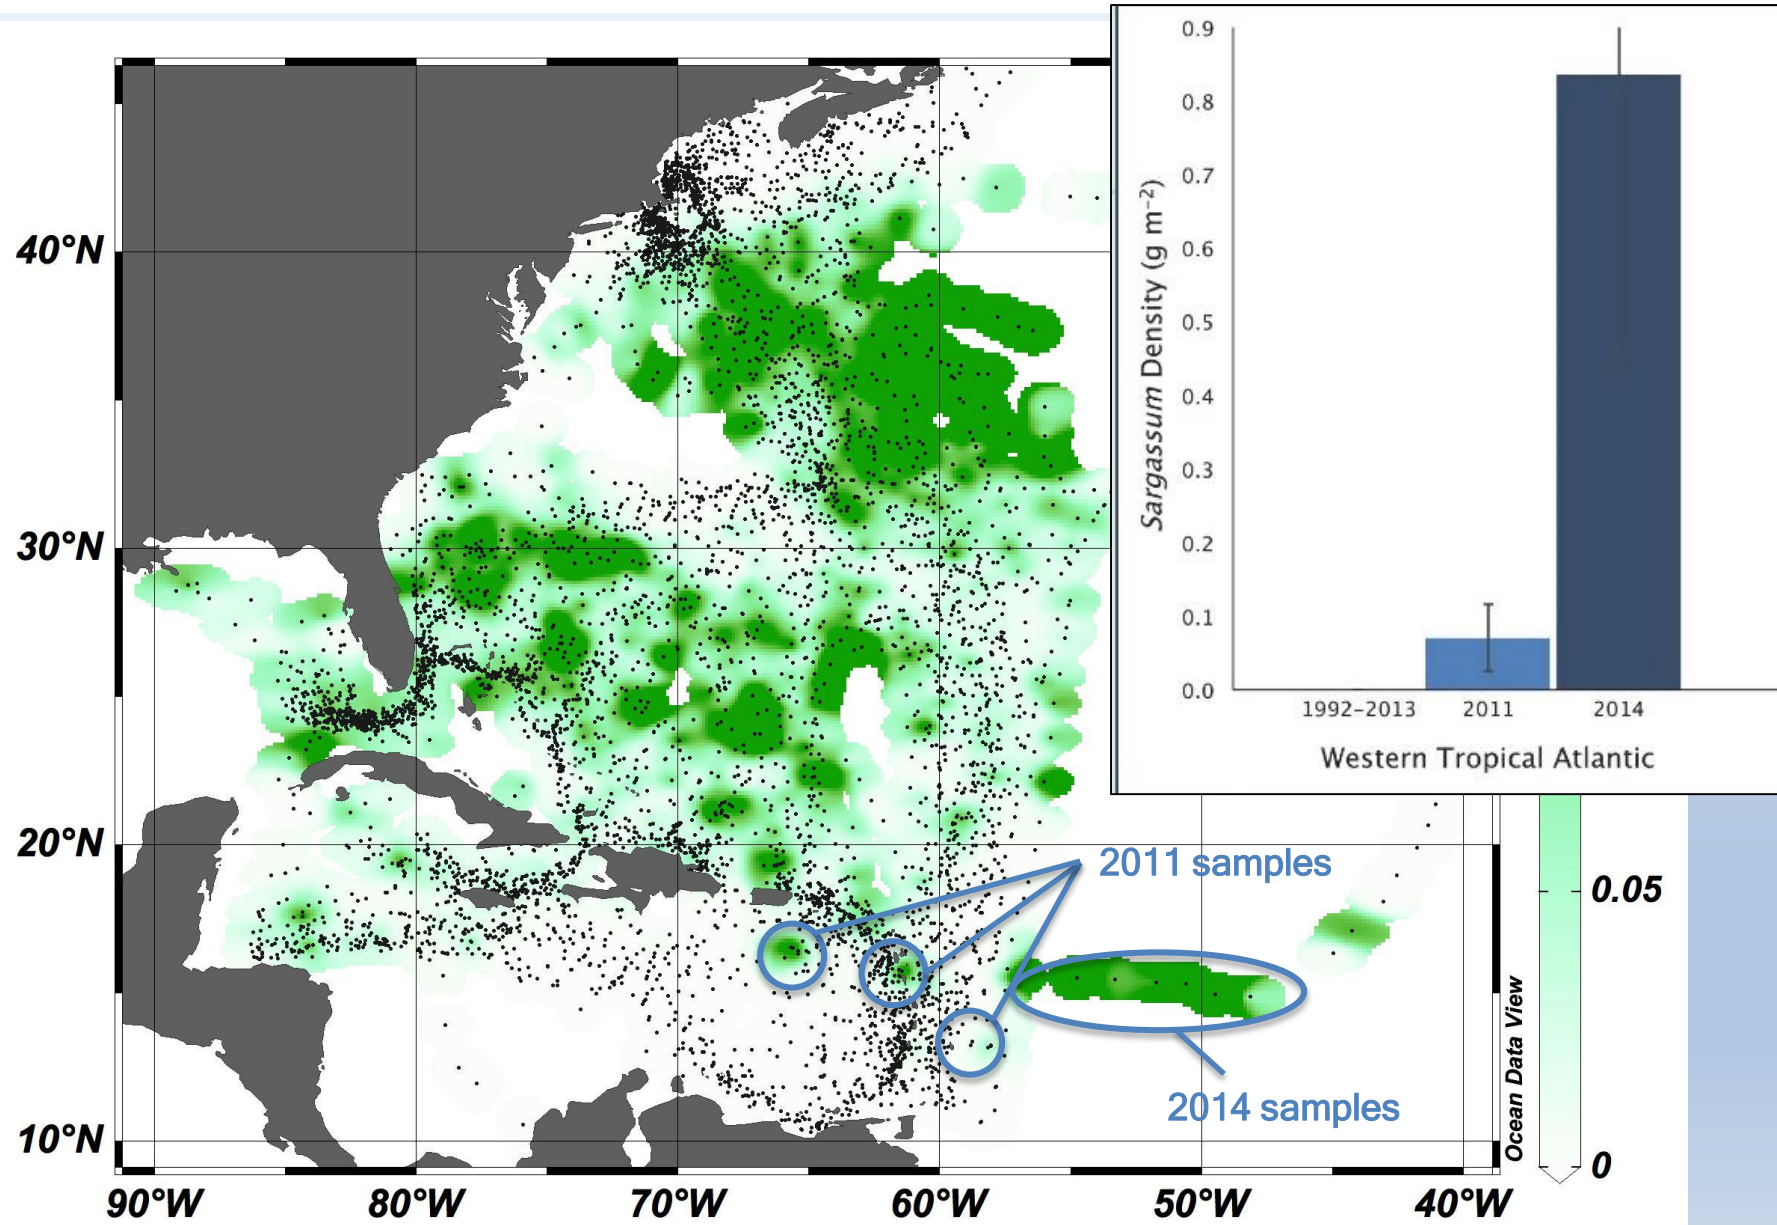 0.9
0.8
0.7
0.6
0.5
0.4
0.3
0.2
0.1
0.0
Sargassum Density (g m⁻²)
1992–2013 2011 2014
Western Tropical Atlantic
40°N
30°N
20°N
10°N
90°W 80°W 70°W 60°W 50°W 40°W
2011 samples
2014 samples
Ocean Data View
0.05
0